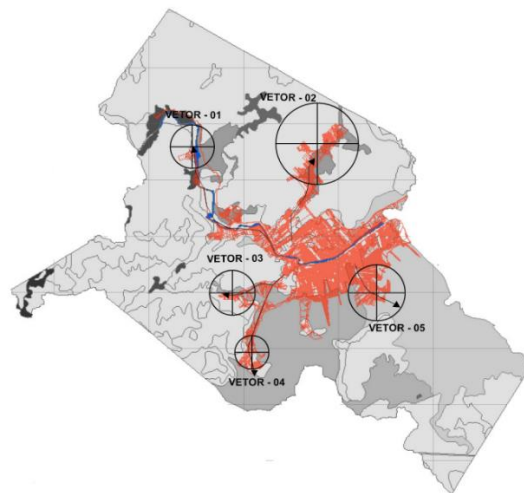 VETOR - 02
VETOR - 01
VETOR - 03
VETOR - 05
VETOR - 04